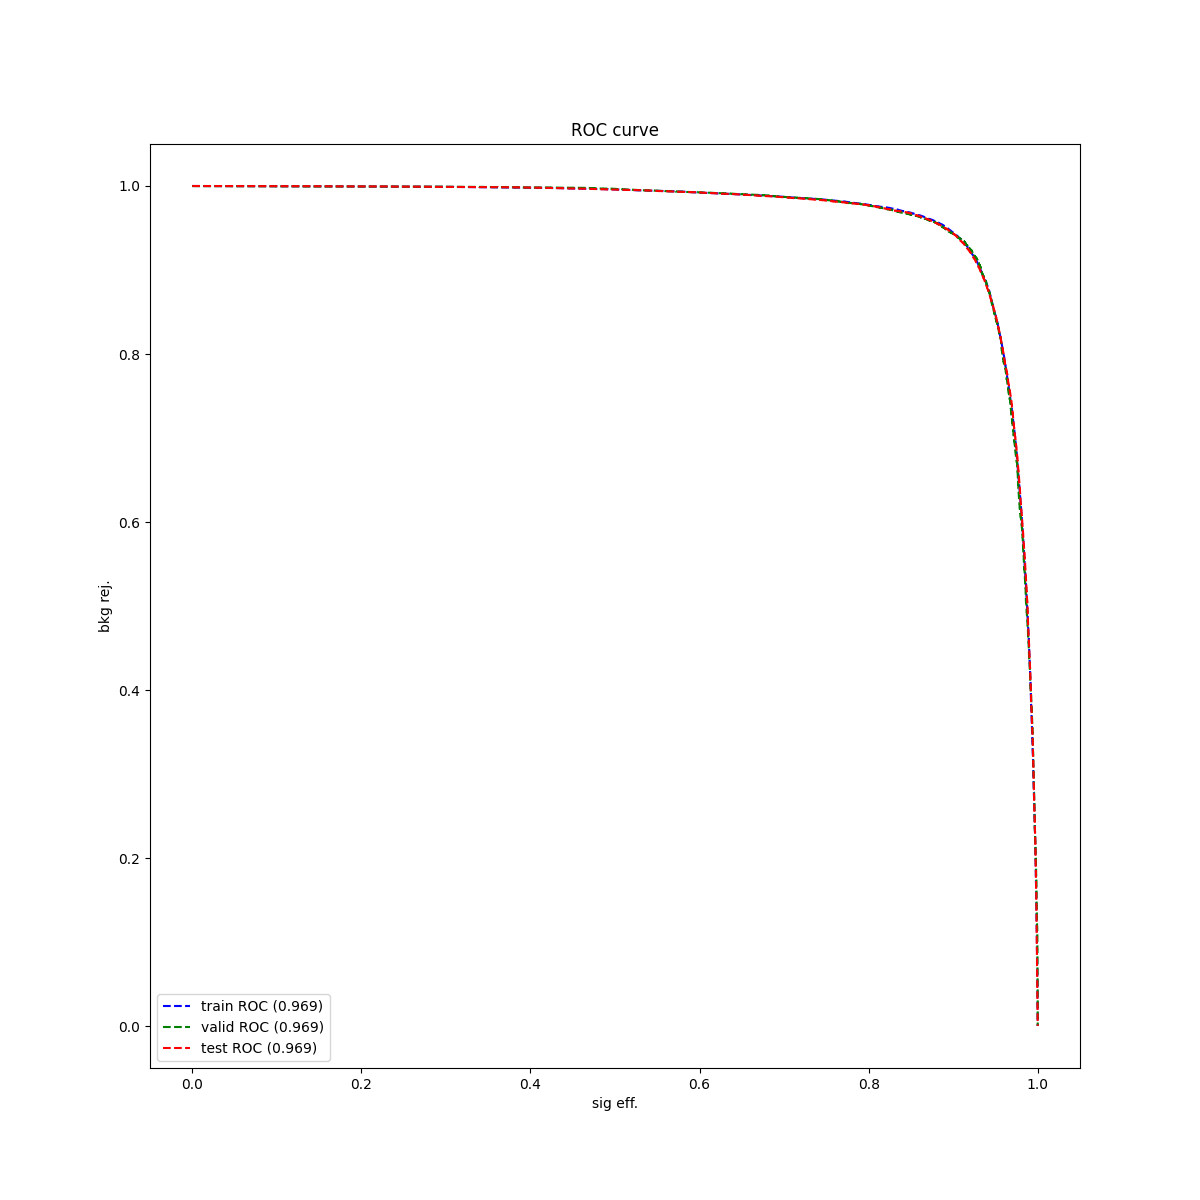 ROC curve
bkg rej.
1.0
0.8
0.6
0.4
0.2
0.0
train ROC (0.969)
valid ROC (0.969)
test ROC (0.969)
0.0 0.2 0.4 0.6 0.8 1.0
sig eff.